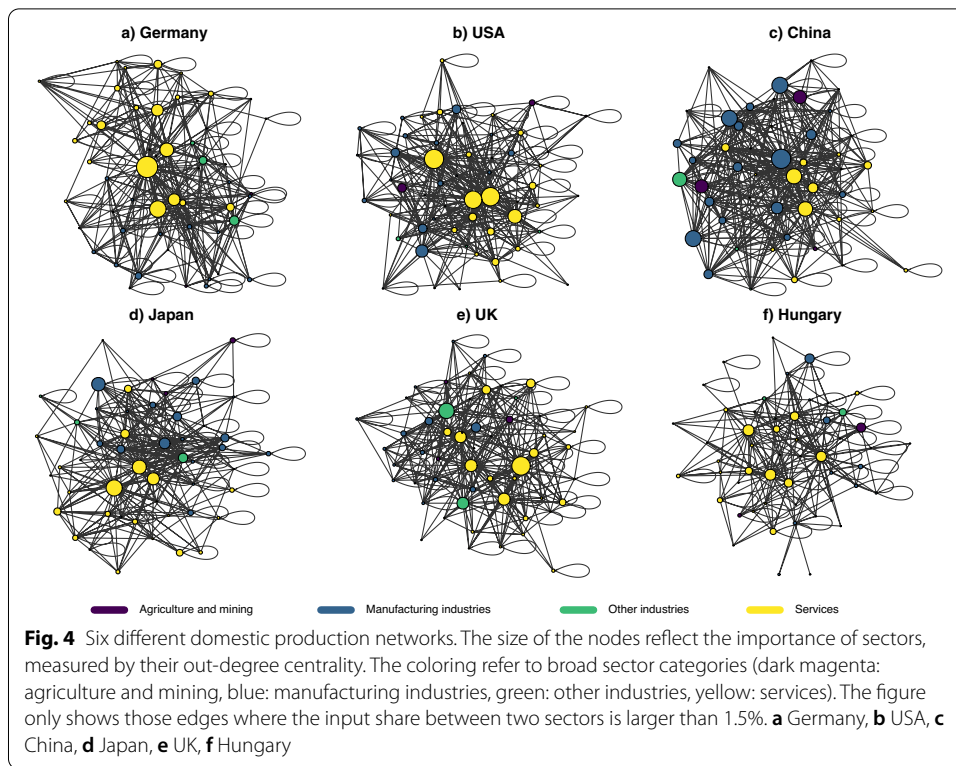 a) Germany
b) USA
c) China
d) Japan
e) UK
f) Hungary
Agriculture and mining
Manufacturing industries
Other industries
Services
Fig. 4 Six different domestic production networks. The size of the nodes reflect the importance of sectors,
measured by their out-degree centrality. The coloring refer to broad sector categories (dark magenta:
agriculture and mining, blue: manufacturing industries, green: other industries, yellow: services). The figure
only shows those edges where the input share between two sectors is larger than 1.5%. a Germany, b USA, c
China, d Japan, e UK, f Hungary